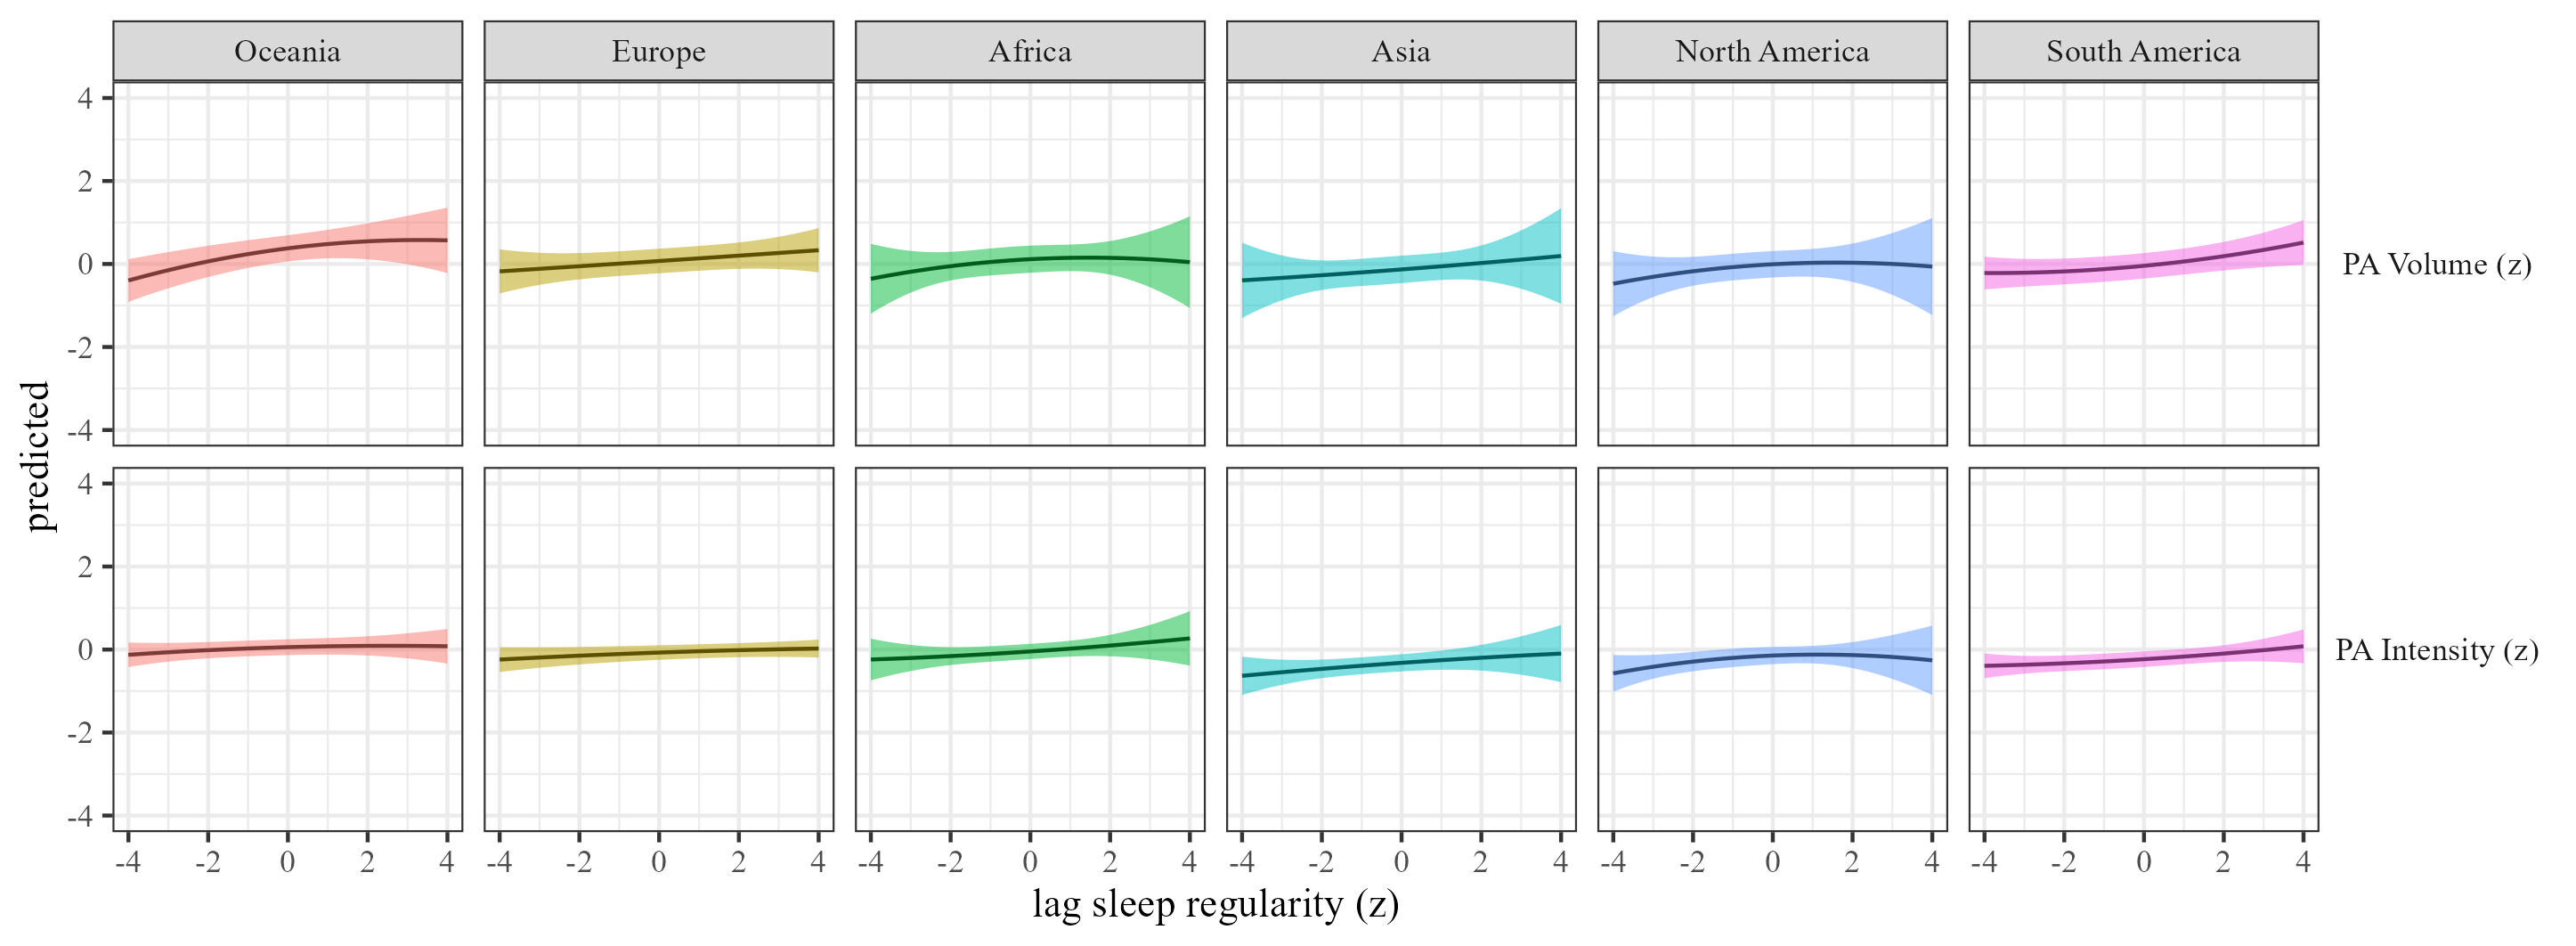 Oceania Europe Africa Asia North America South America
4
2
0
-2
-4
PA Volume (z)
predicted
4
2
0
-2
-4
PA Intensity (z)
-4 -2 0 2 4 -4 -2 0 2 4 -4 -2 0 2 4 -4 -2 0 2 4 -4 -2 0 2 4 -4 -2 0 2 4
lag sleep regularity (z)